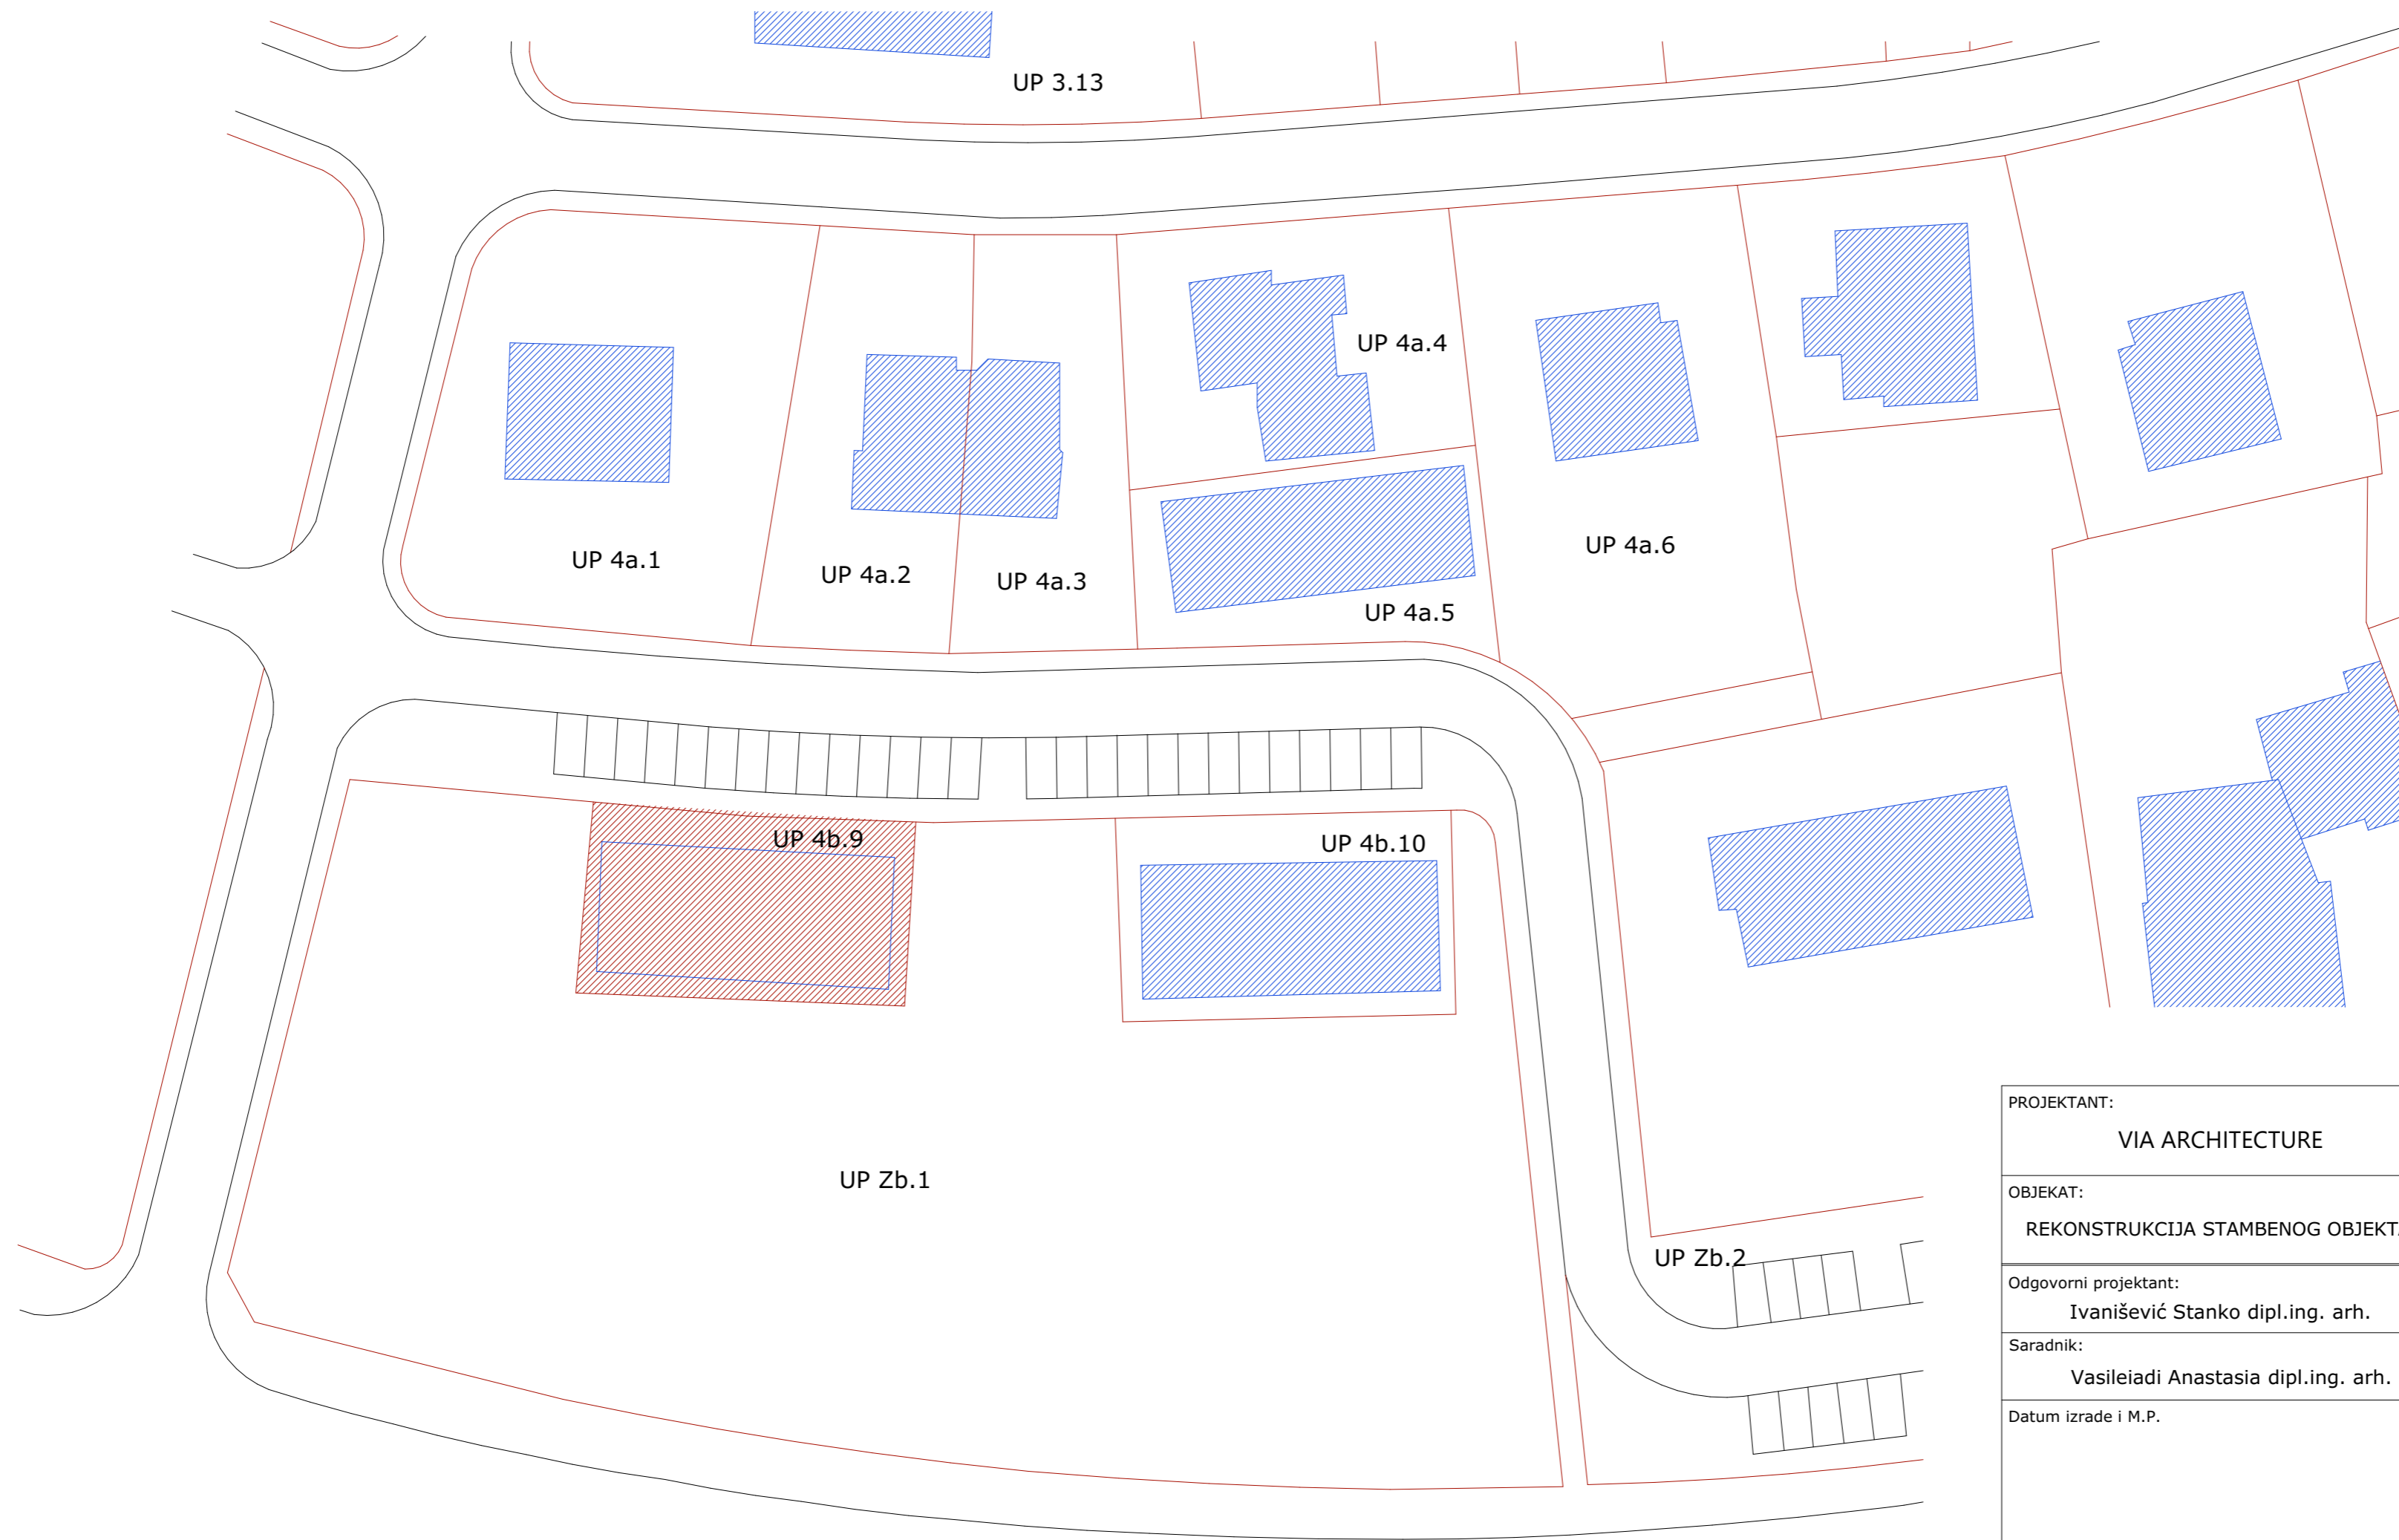 UP 3.13
UP 4a.4
UP 4a.6
UP 4a.1
UP 4a.2
UP 4a.3
UP 4a.5
UP 4b.9
UP 4b.10
UP Zb.1
UP Zb.2
PROJEKTANT:
VIA ARCHITECTURE
OBJEKAT:
REKONSTRUKCIJA STAMBENOG OBJEKTA
Odgovorni projektant:
Ivanišević Stanko dipl.ing. arh.
Saradnik:
Vasileiadi Anastasia dipl.ing. arh.
Datum izrade i M.P.